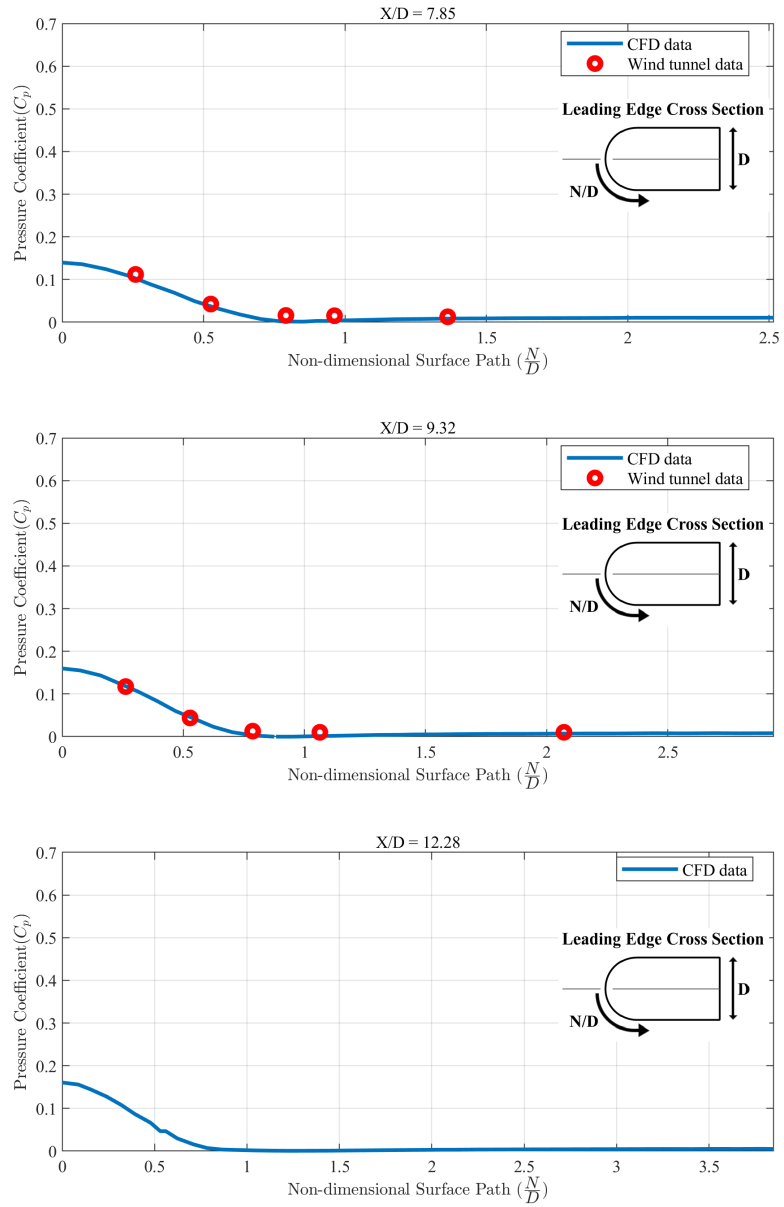 X/D = 7.85
0.7
0.6
0.5
0.4
0.3
0.2
0.1
0
Pressure Coefficient(C_p)
CFD data
Wind tunnel data
Leading Edge Cross Section
D
N/D
0 0.5 1 1.5 2 2.5
Non-dimensional Surface Path (N/D)
X/D = 9.32
0.7
0.6
0.5
0.4
0.3
0.2
0.1
0
Pressure Coefficient(C_p)
CFD data
Wind tunnel data
Leading Edge Cross Section
D
N/D
0 0.5 1 1.5 2 2.5
Non-dimensional Surface Path (N/D)
X/D = 12.28
0.7
0.6
0.5
0.4
0.3
0.2
0.1
0
Pressure Coefficient(C_p)
CFD data
Leading Edge Cross Section
D
N/D
0 0.5 1 1.5 2 2.5 3 3.5
Non-dimensional Surface Path (N/D)